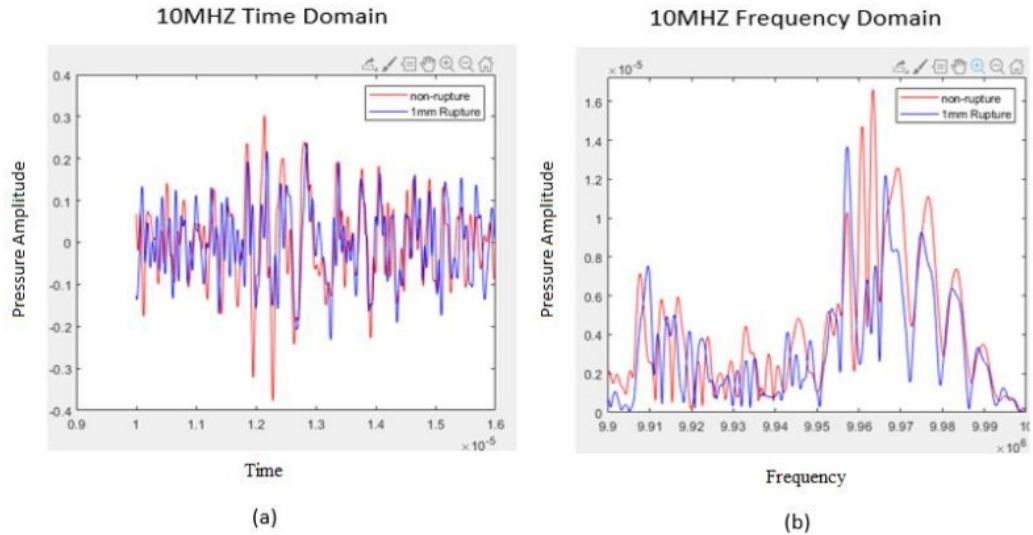 10MHZ Time Domain
Pressure Amplitude
0.4
0.3
0.2
0.1
0
-0.1
-0.2
-0.3
-0.4
non-rupture
1mm Rupture
0.9 1 1.1 1.2 1.3 1.4 1.5 1.6
×10⁻⁵
Time
(a)
10MHZ Frequency Domain
Pressure Amplitude
×10⁻⁵
1.6
1.4
1.2
1
0.8
0.6
0.4
0.2
0
non-rupture
1mm Rupture
9.9 9.91 9.92 9.93 9.94 9.95 9.96 9.97 9.98 9.99 10
×10⁶
Frequency
(b)